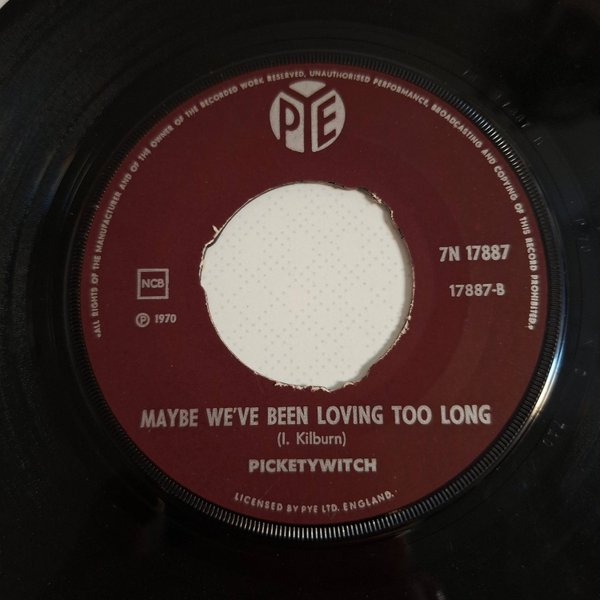 ALL RIGHTS OF THE MANUFACTURER AND OF THE OWNER OF THE RECORDED WORK RESERVED, UNAUTHORISED PERFORMANCE, BROADCASTING AND COPYING OF THIS RECORD PROHIBITED.
PYE
7N 17887
NCB
17887-B
℗ 1970
MAYBE WE'VE BEEN LOVING TOO LONG
(I. Kilburn)
PICKETYWITCH
LICENSED BY PYE LTD. ENGLAND.